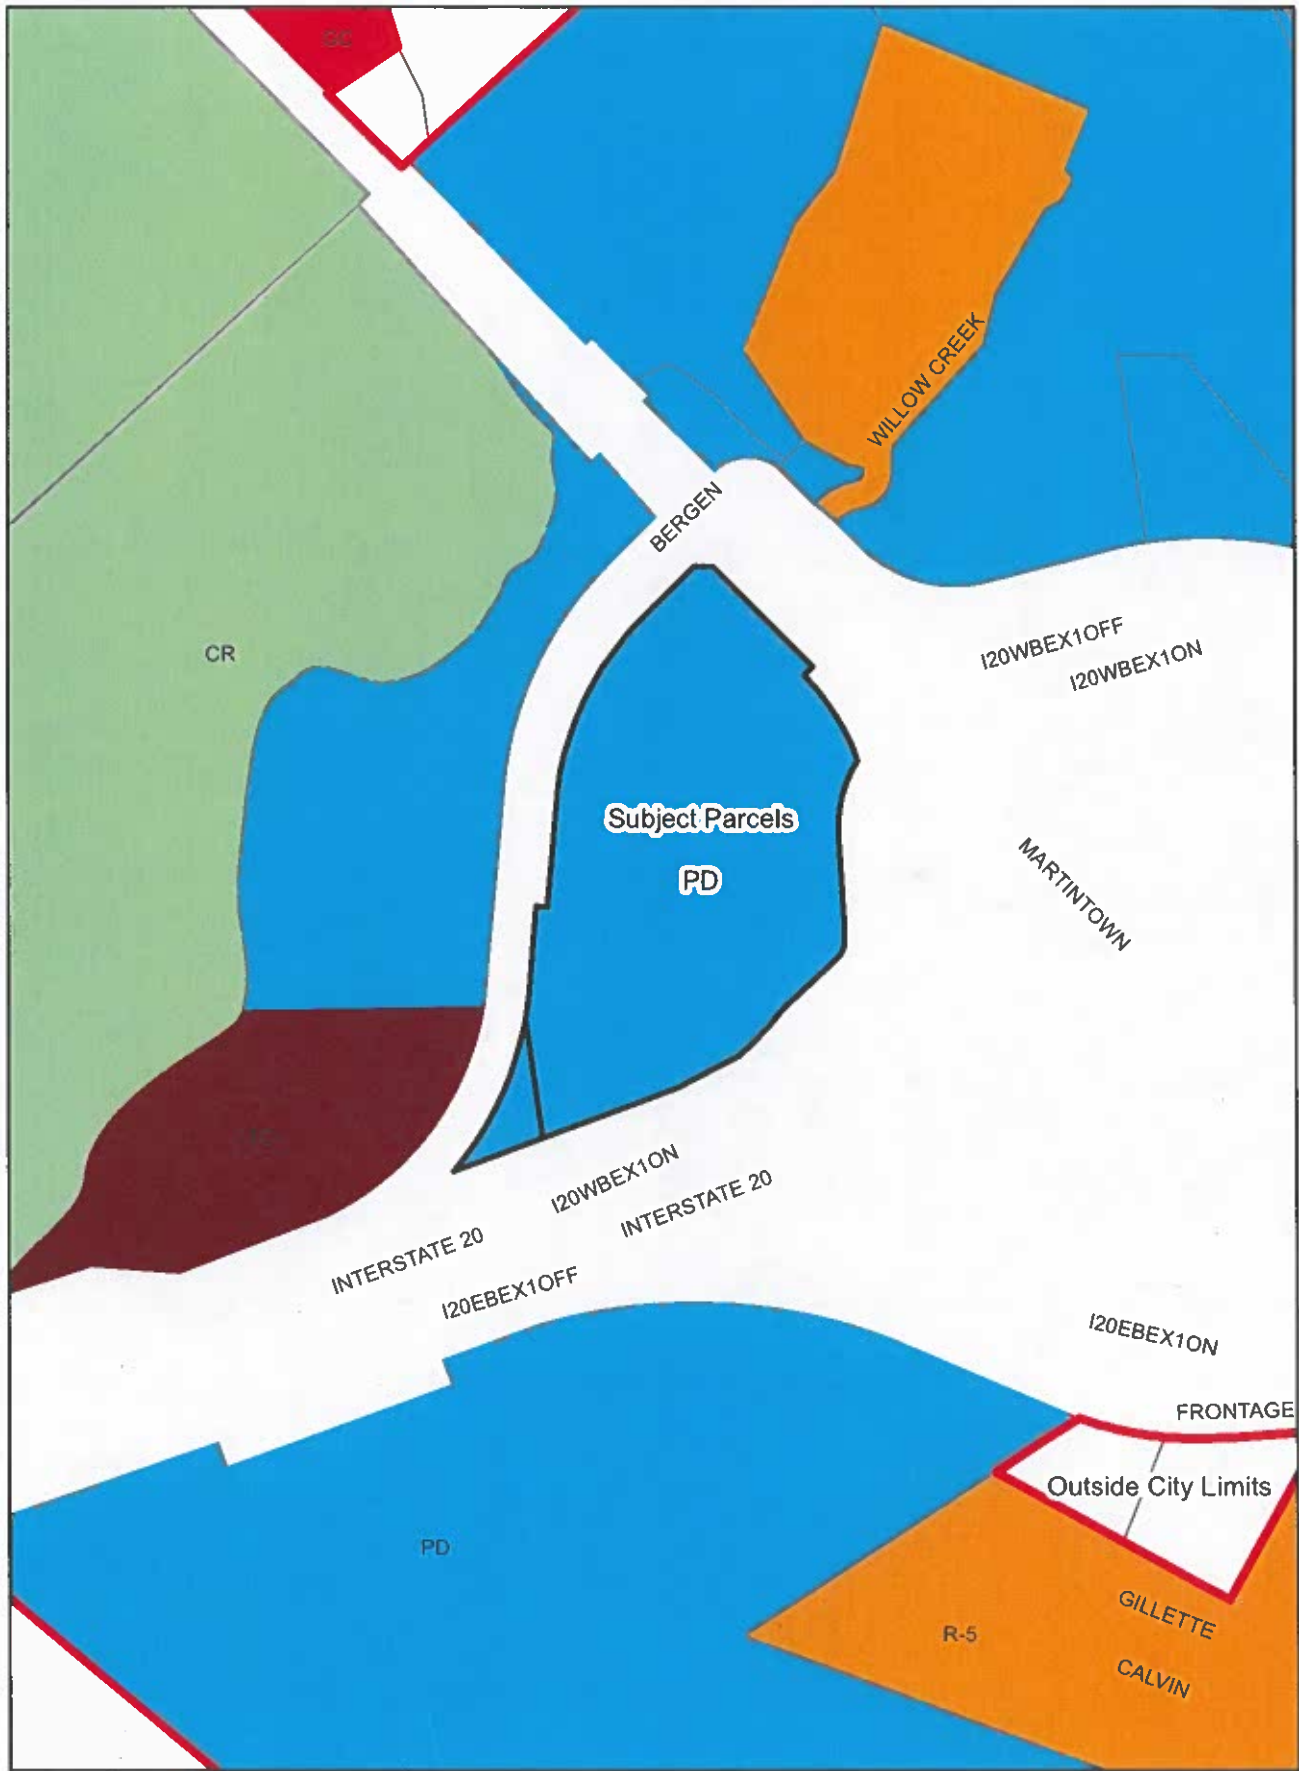 GC
WILLOW CREEK
BERGEN
I20WBEX1OFF
CR
I20WBEX1ON
Subject Parcels
PD
MARTINTOWN
I20WBEX1ON
INTERSTATE 20
INTERSTATE 20
I20EBEX1OFF
I20EBEX1ON
FRONTAGE
Outside City Limits
PD
GILLETTE
R-5
CALVIN